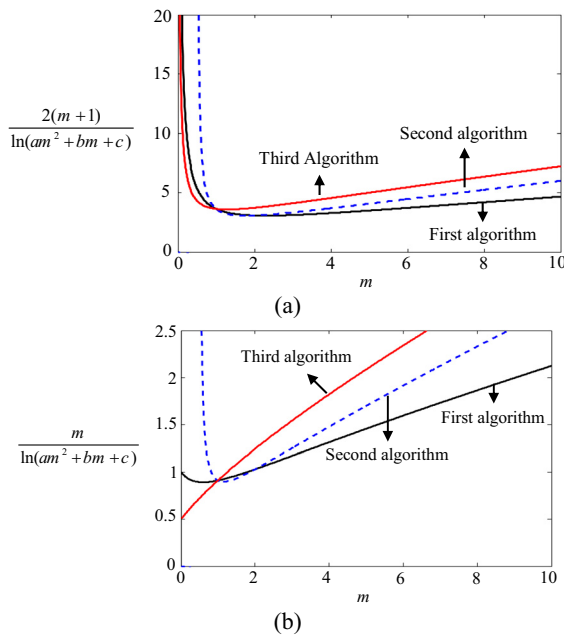 20
15
2(m+1)
ln(am²+bm+c)
10
Second algorithm
Third Algorithm
5
First algorithm
0
0 2 4 6 8 10
m
(a)
2.5
Third algorithm
2
1.5
First algorithm
m
ln(am²+bm+c)
1
Second algorithm
0.5
0
0 2 4 6 8 10
m
(b)